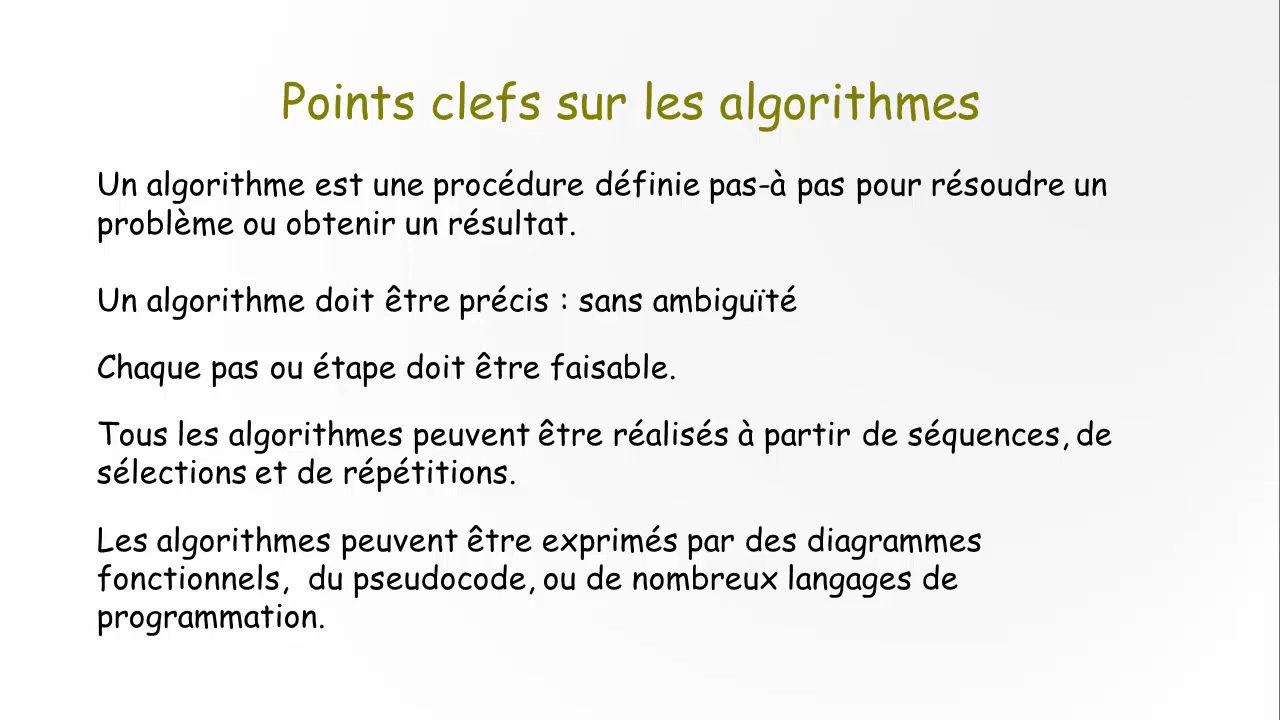 Points clefs sur les algorithmes
Un algorithme est une procédure définie pas-à pas pour résoudre un
problème ou obtenir un résultat.
Un algorithme doit être précis : sans ambiguïté
Chaque pas ou étape doit être faisable.
Tous les algorithmes peuvent être réalisés à partir de séquences, de
sélections et de répétitions.
Les algorithmes peuvent être exprimés par des diagrammes
fonctionnels,  du pseudocode, ou de nombreux langages de
programmation.